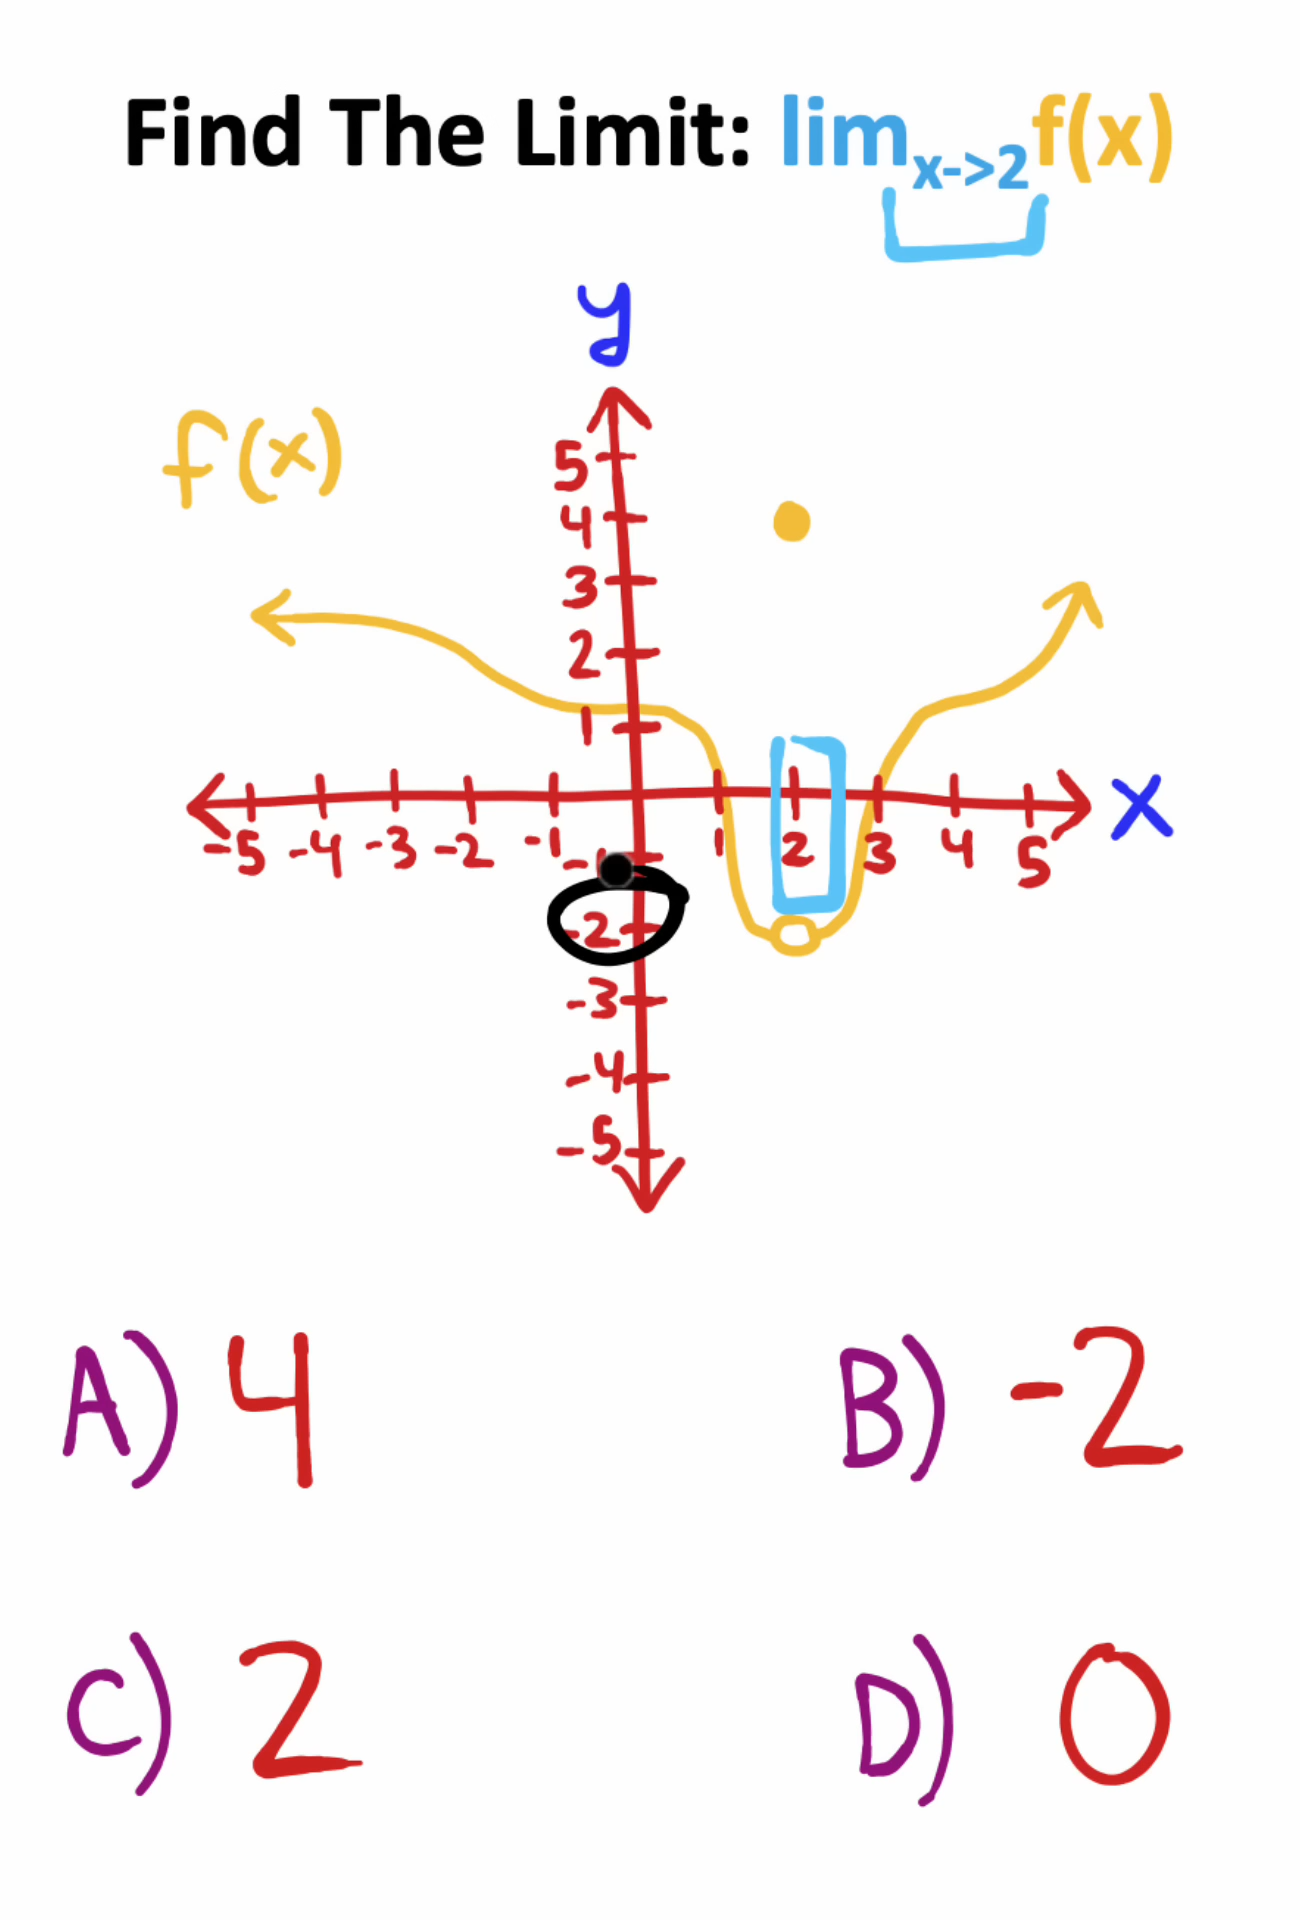 Find The Limit: lim x->2 f(x)
y
f(x)
5
4
3
2
1
-5 -4 -3 -2 -1 1 2 3 4 5 x
-2
-3
-4
-5
A) 4 B) -2
C) 2 D) 0